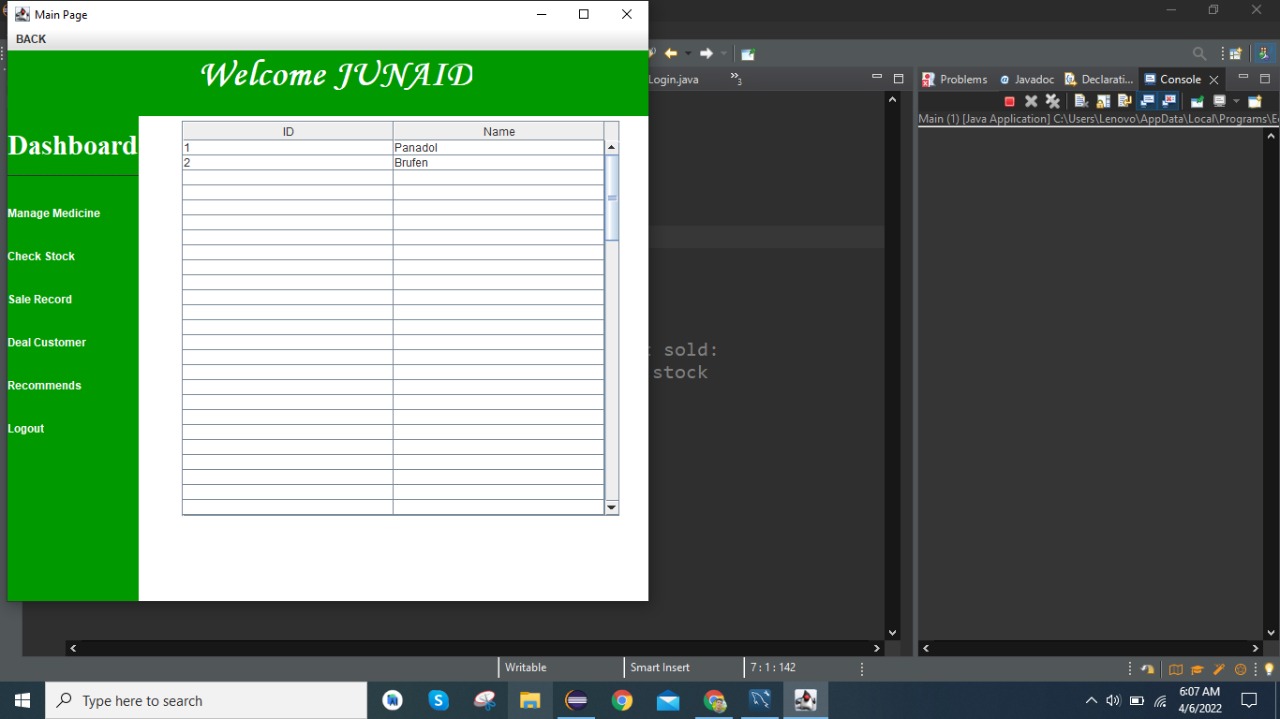 Main Page
BACK
Welcome JUNAID
Dashboard
Manage Medicine
Check Stock
Sale Record
Deal Customer
Recommends
Logout
ID Name
1 Panadol
2 Brufen
Login.java
3
sold:
stock
Problems Javadoc Declarati... Console
Main (1) [Java Application] C:\Users\Lenovo\AppData\Local\Programs\E
Writable Smart Insert 7 : 1 : 142
Type here to search
6:07 AM
4/6/2022